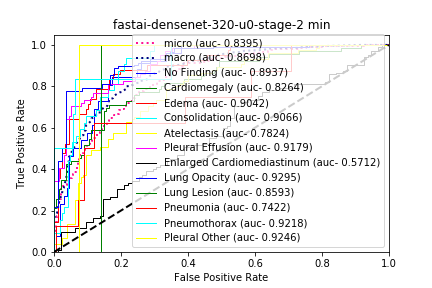 fastai-densenet-320-u0-stage-2 min
micro (auc- 0.8395)
macro (auc- 0.8698)
No Finding (auc- 0.8937)
Cardiomegaly (auc- 0.8264)
Edema (auc- 0.9042)
Consolidation (auc- 0.9066)
Atelectasis (auc- 0.7824)
Pleural Effusion (auc- 0.9179)
Enlarged Cardiomediastinum (auc- 0.5712)
Lung Opacity (auc- 0.9295)
Lung Lesion (auc- 0.8593)
Pneumonia (auc- 0.7422)
Pneumothorax (auc- 0.9218)
Pleural Other (auc- 0.9246)
True Positive Rate
1.0
0.8
0.6
0.4
0.2
0.0
0.0 0.2 0.4 0.6 0.8 1.0
False Positive Rate